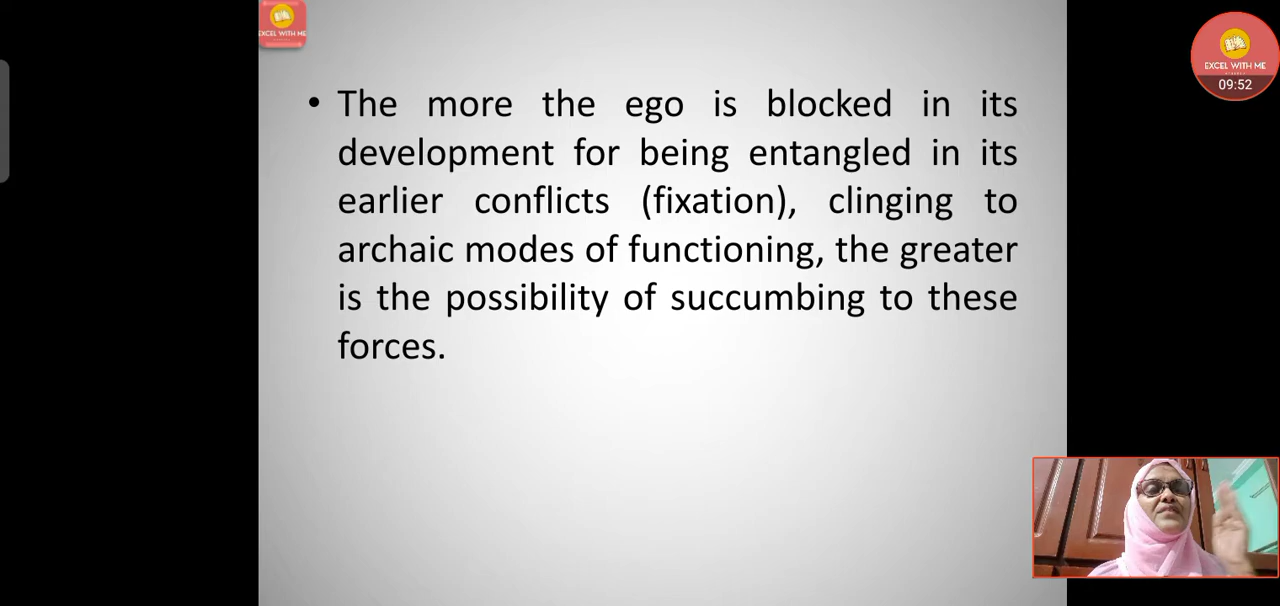 EXCEL WITH ME
EXCEL WITH ME
09:52
• The more the ego is blocked in its
development for being entangled in its
earlier conflicts (fixation), clinging to
archaic modes of functioning, the greater
is the possibility of succumbing to these
forces.